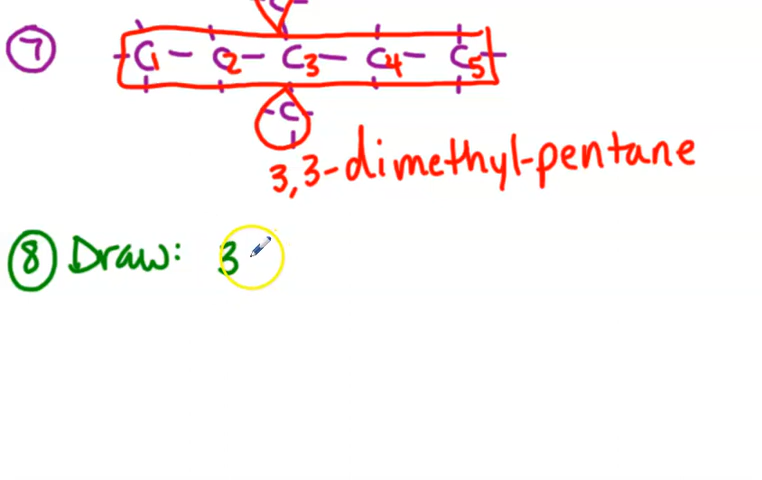 C
7 C1 - C2 - C3 - C4 - C5
C
3,3-dimethyl-pentane
8 Draw: 3